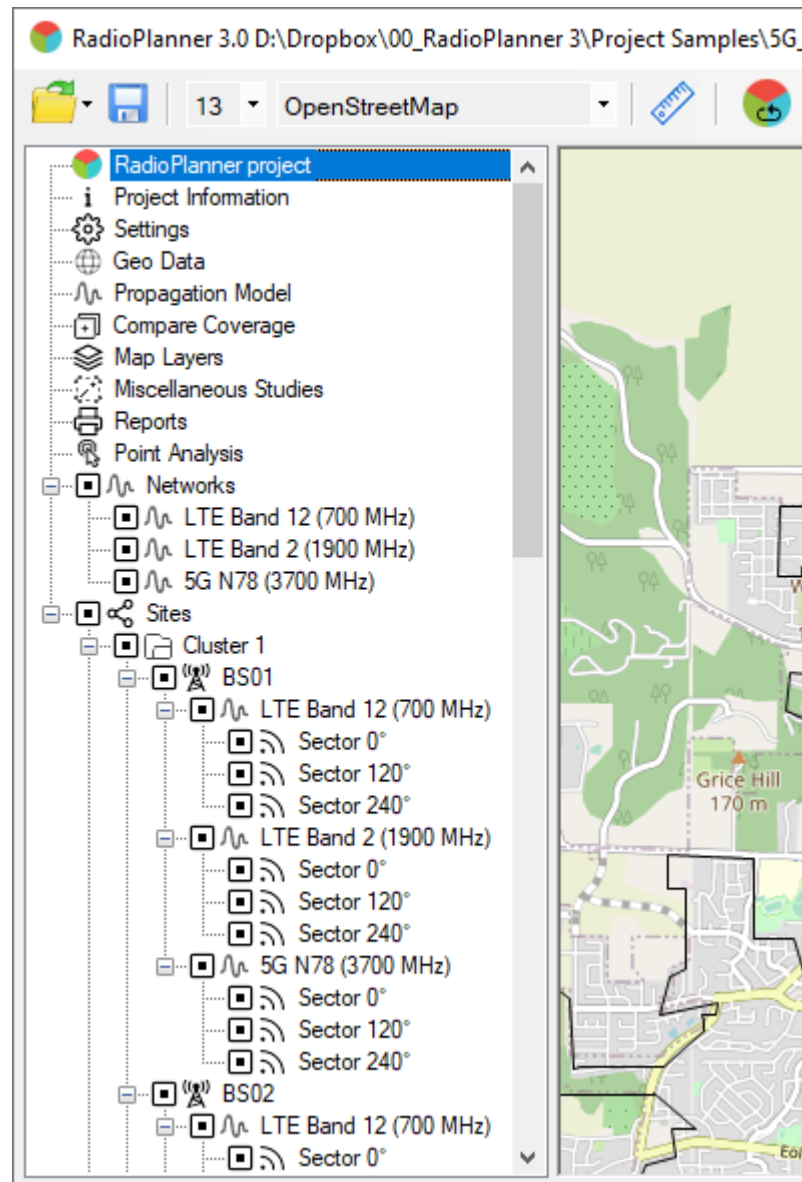 RadioPlanner 3.0 D:\Dropbox\00_RadioPlanner 3\Project Samples\5G_
13 OpenStreetMap
RadioPlanner project
Project Information
Settings
Geo Data
Propagation Model
Compare Coverage
Map Layers
Miscellaneous Studies
Reports
Point Analysis
Networks
LTE Band 12 (700 MHz)
LTE Band 2 (1900 MHz)
5G N78 (3700 MHz)
Sites
Cluster 1
BS01
LTE Band 12 (700 MHz)
Sector 0°
Sector 120°
Sector 240°
LTE Band 2 (1900 MHz)
Sector 0°
Sector 120°
Sector 240°
5G N78 (3700 MHz)
Sector 0°
Sector 120°
Sector 240°
BS02
LTE Band 12 (700 MHz)
Sector 0°
Grice Hill
170 m